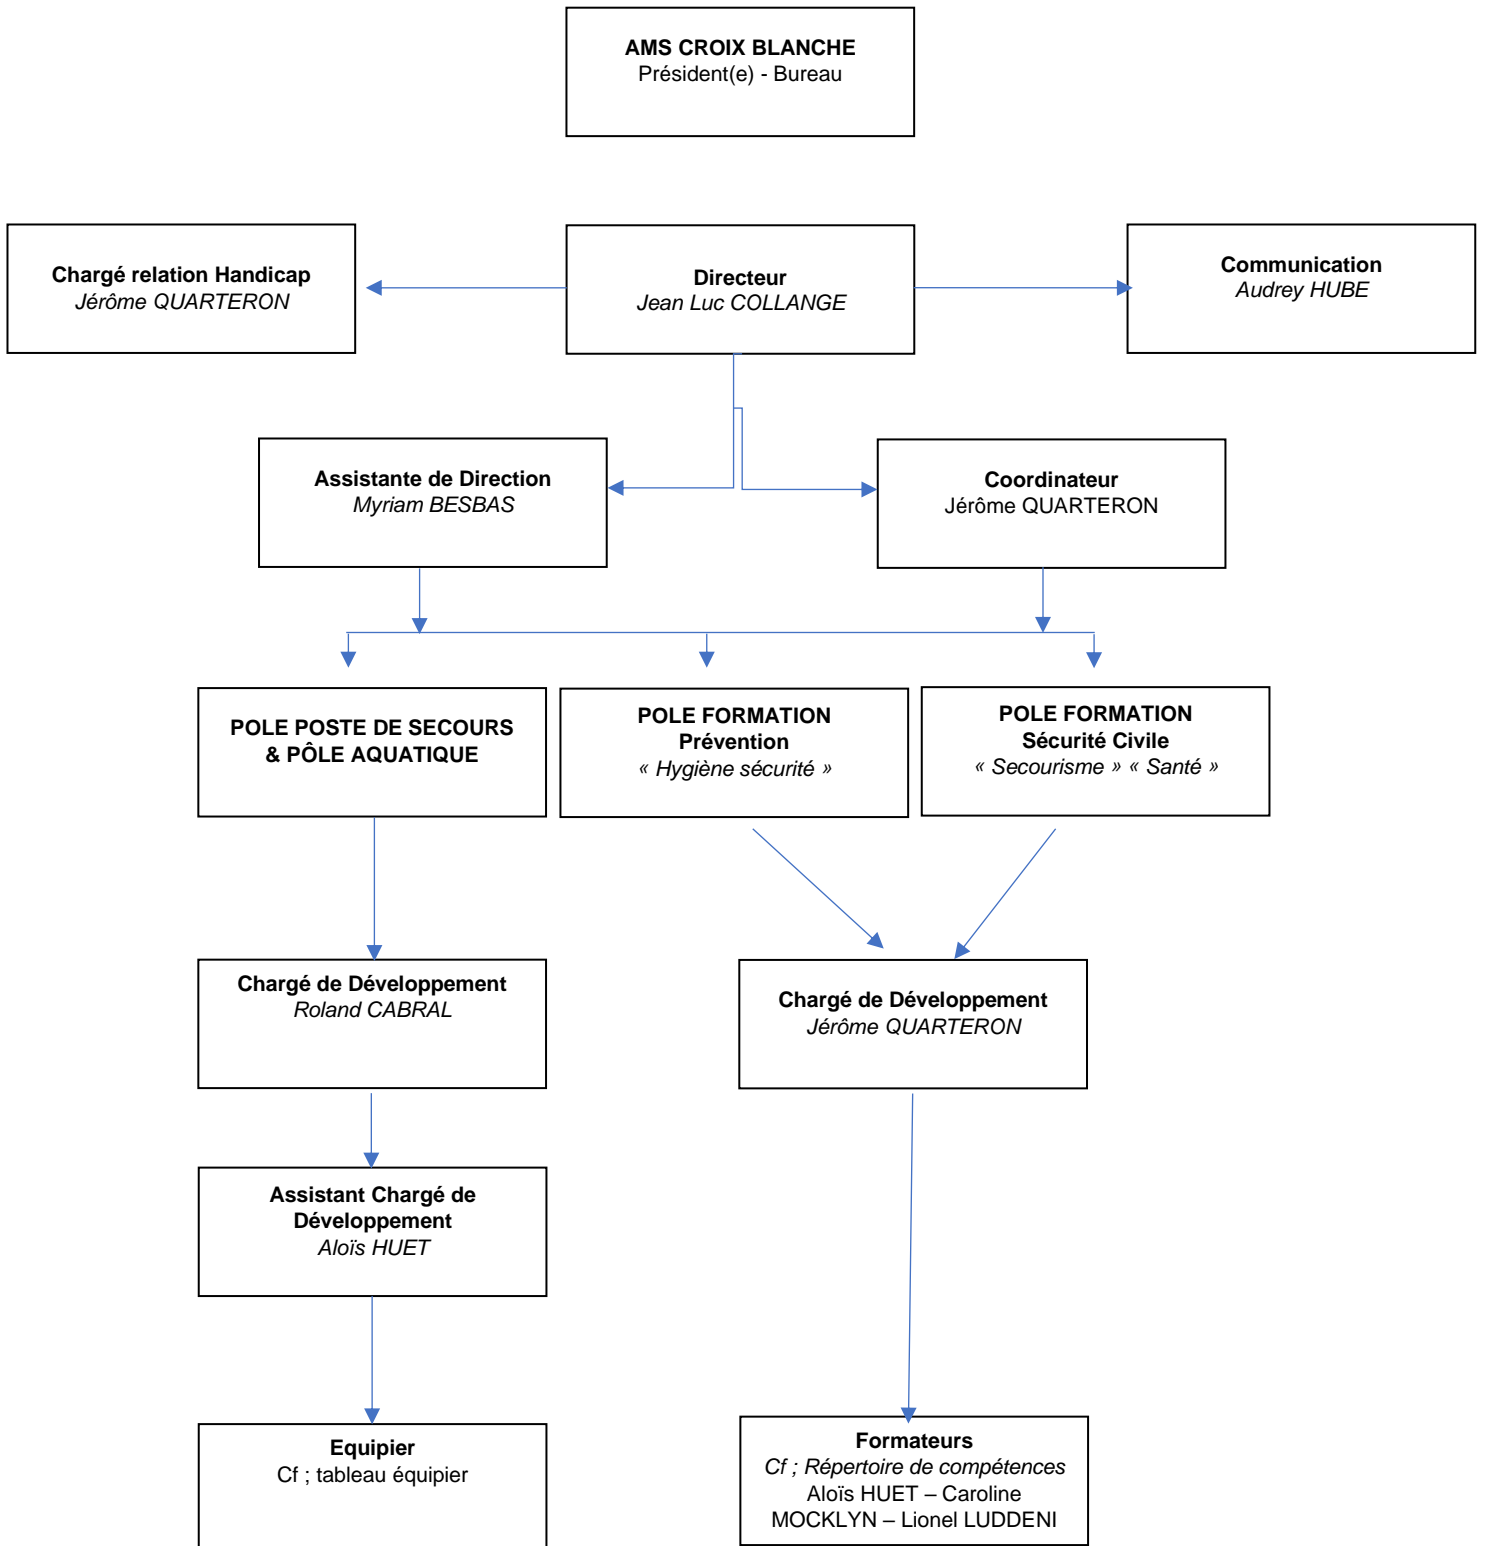 AMS CROIX BLANCHE
Président(e) - Bureau
Chargé relation Handicap
Jérôme QUARTERON
Directeur
Jean Luc COLLANGE
Communication
Audrey HUBE
Assistante de Direction
Myriam BESBAS
Coordinateur
Jérôme QUARTERON
POLE POSTE DE SECOURS
& PÔLE AQUATIQUE
POLE FORMATION
Prévention
« Hygiène sécurité »
POLE FORMATION
Sécurité Civile
« Secourisme » « Santé »
Chargé de Développement
Roland CABRAL
Chargé de Développement
Jérôme QUARTERON
Assistant Chargé de
Développement
Aloïs HUET
Equipier
Cf ; tableau équipier
Formateurs
Cf ; Répertoire de compétences
Aloïs HUET – Caroline
MOCKLYN – Lionel LUDDENI